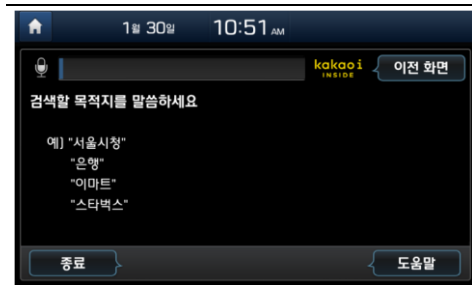 1월 30일 10:51 AM
kakao i 이전 화면
INSIDE
검색할 목적지를 말씀하세요
예] "서울시청"
"은행"
"이마트"
"스타벅스"
종료 도움말